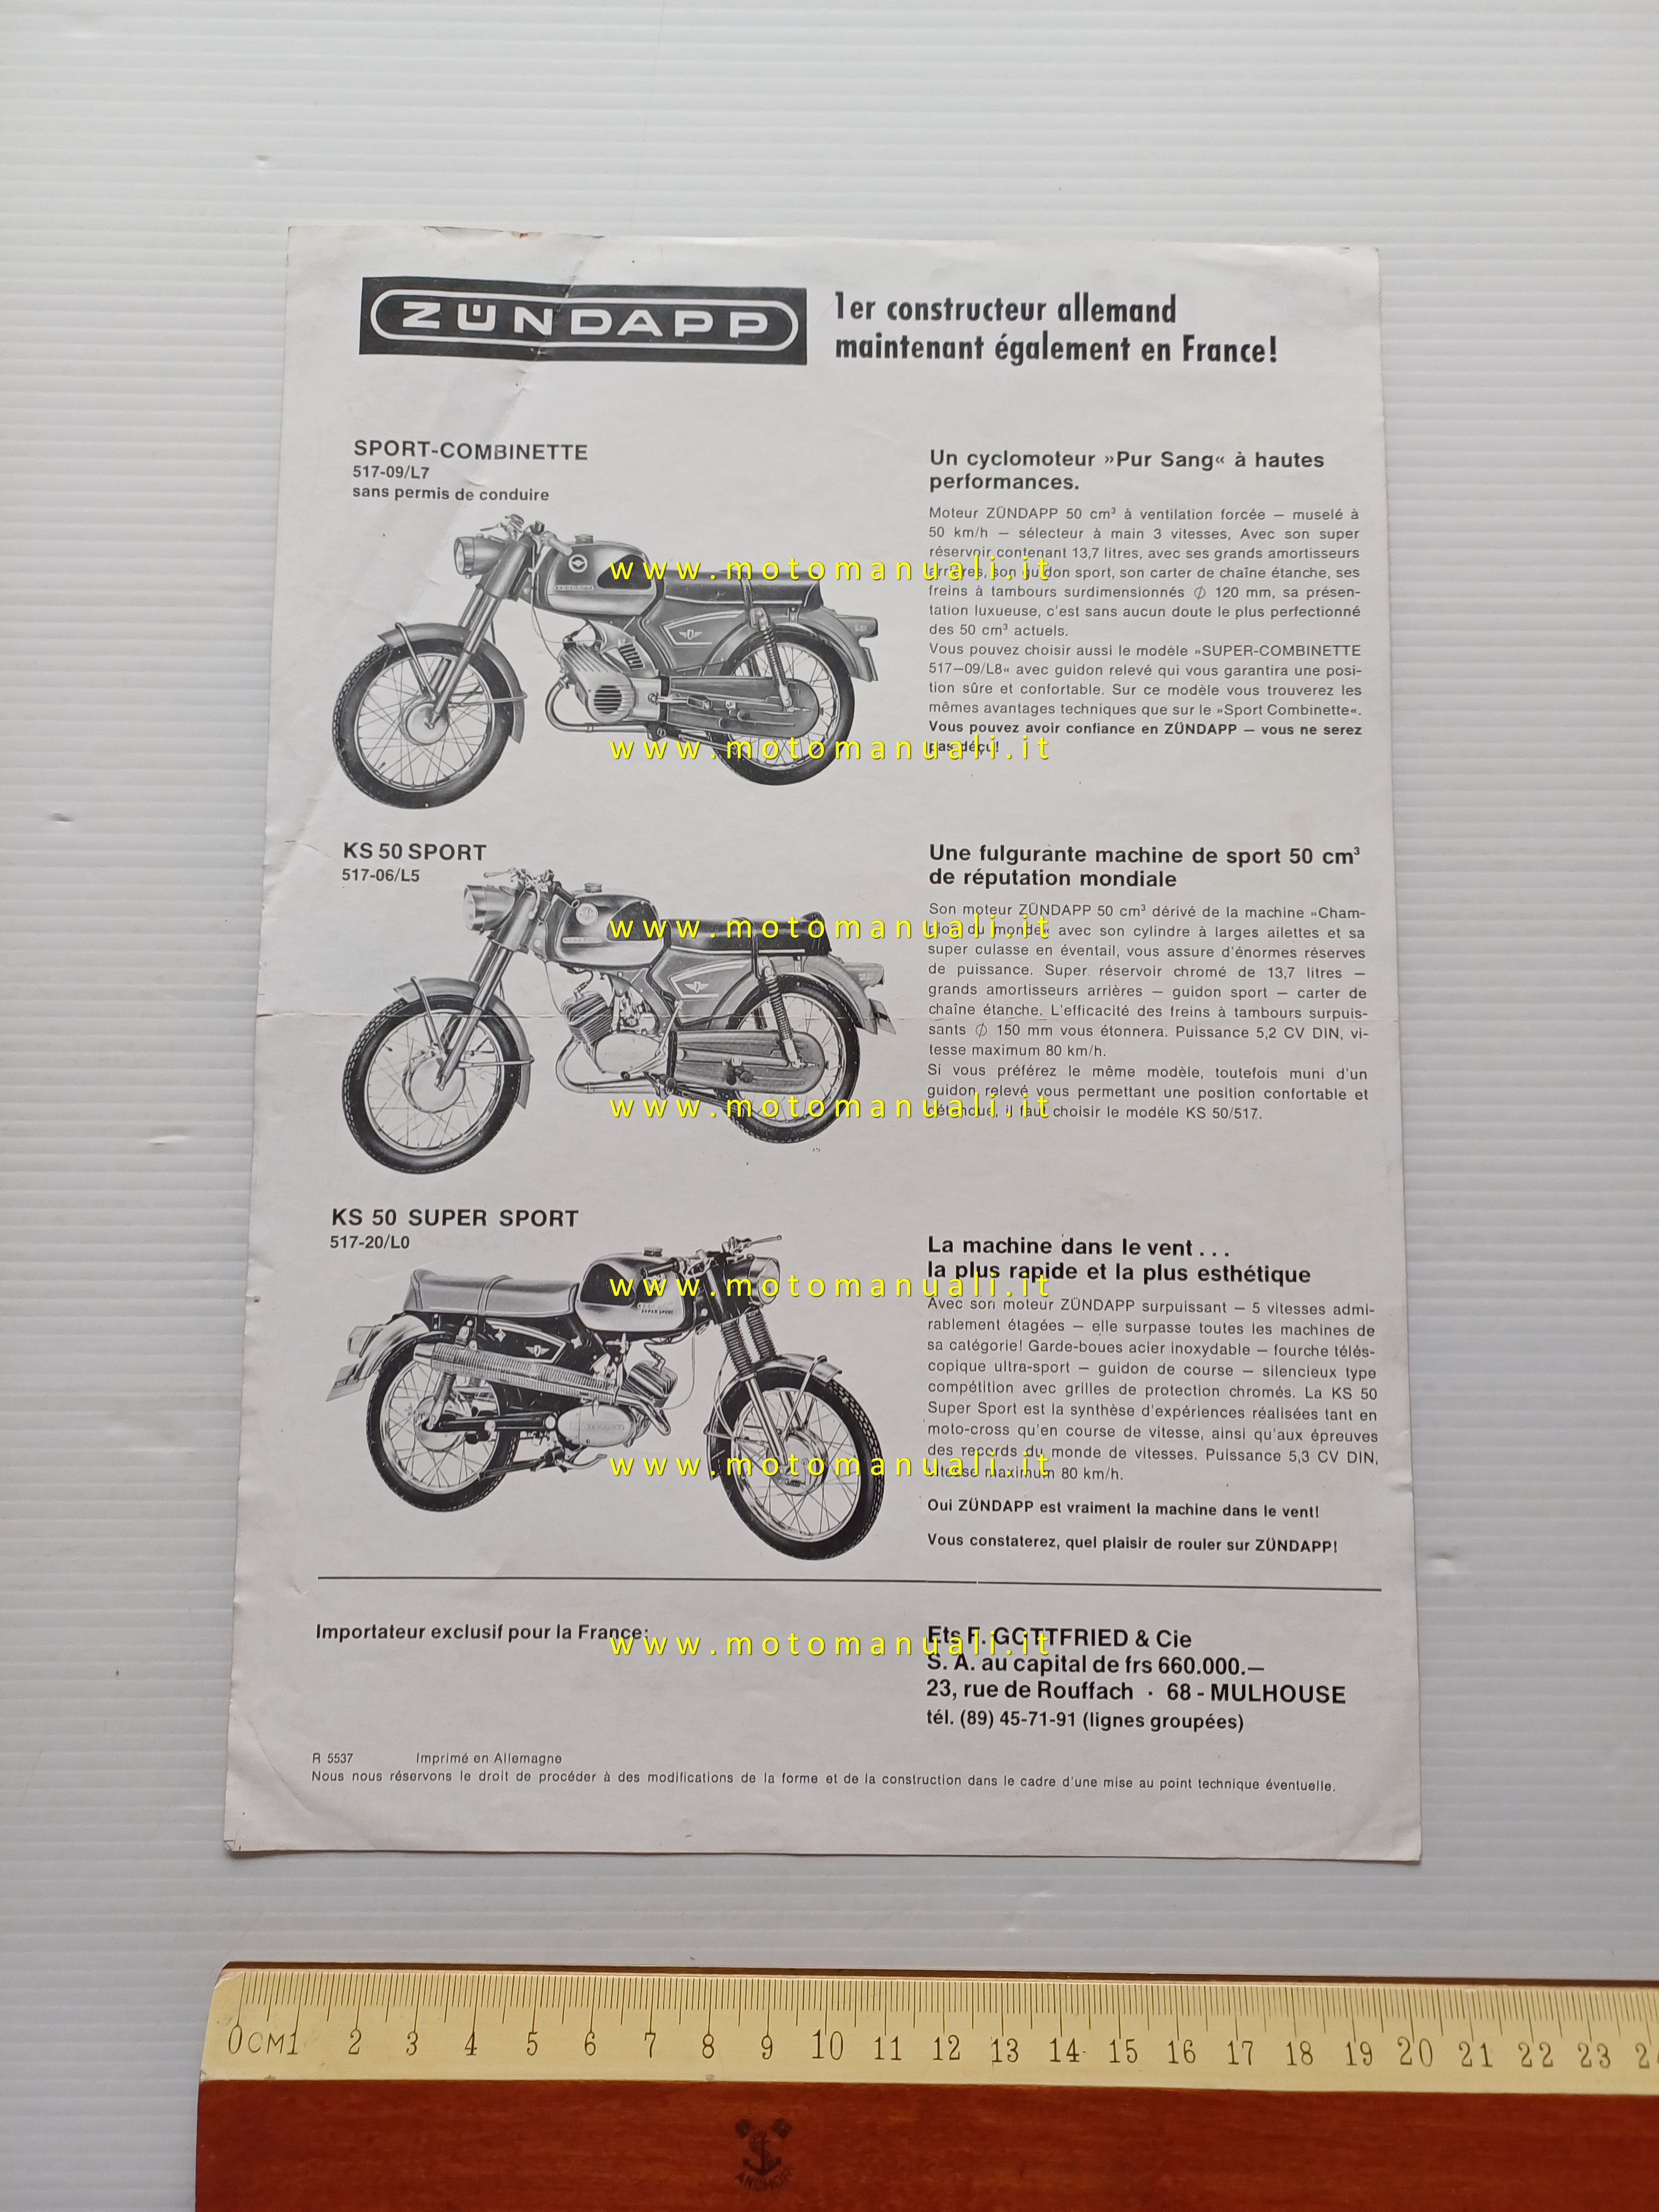 ZÜNDAPP
1er constructeur allemand
maintenant également en France!
SPORT-COMBINETTE
517-09/L7
sans permis de conduire
Un cyclomoteur »Pur Sang« à hautes
performances.
Moteur ZÜNDAPP 50 cm³ à ventilation forcée — muselé à
50 km/h — sélecteur à main 3 vitesses, Avec son super
réservoir contenant 13,7 litres, avec ses grands amortisseurs
arrières, son guidon sport, son carter de chaîne étanche, ses
freins à tambours surdimensionnés ∅ 120 mm, sa présen-
tation luxueuse, c'est sans aucun doute le plus perfectionné
des 50 cm³ actuels.
Vous pouvez choisir aussi le modèle »SUPER-COMBINETTE
517—09/L8« avec guidon relevé qui vous garantira une posi-
tion sûre et confortable. Sur ce modèle vous trouverez les
mêmes avantages techniques que sur le »Sport Combinette«.
Vous pouvez avoir confiance en ZÜNDAPP — vous ne serez
pas déçu!
KS 50 SPORT
517-06/L5
Une fulgurante machine de sport 50 cm³
de réputation mondiale
Son moteur ZÜNDAPP 50 cm³ dérivé de la machine »Cham-
pion du monde« avec son cylindre à larges ailettes et sa
super culasse en éventail, vous assure d'énormes réserves
de puissance. Super réservoir chromé de 13,7 litres —
grands amortisseurs arrières — guidon sport — carter de
chaîne étanche. L'efficacité des freins à tambours surpuis-
sants ∅ 150 mm vous étonnera. Puissance 5,2 CV DIN, vi-
tesse maximum 80 km/h.
Si vous préférez le même modèle, toutefois muni d'un
guidon relevé vous permettant une position confortable et
détendue, il faut choisir le modéle KS 50/517.
KS 50 SUPER SPORT
517-20/L0
La machine dans le vent . . .
la plus rapide et la plus esthétique
Avec son moteur ZÜNDAPP surpuissant — 5 vitesses admi-
rablement étagées — elle surpasse toutes les machines de
sa catégorie! Garde-boues acier inoxydable — fourche télés-
copique ultra-sport — guidon de course — silencieux type
compétition avec grilles de protection chromés. La KS 50
Super Sport est la synthèse d'expériences réalisées tant en
moto-cross qu'en course de vitesse, ainsi qu'aux épreuves
des records du monde de vitesses. Puissance 5,3 CV DIN,
vitesse maximum 80 km/h.
Oui ZÜNDAPP est vraiment la machine dans le vent!
Vous constaterez, quel plaisir de rouler sur ZÜNDAPP!
Importateur exclusif pour la France:
Ets F. GOTTFRIED & Cie
S. A. au capital de frs 660.000.—
23, rue de Rouffach · 68 - MULHOUSE
tél. (89) 45-71-91 (lignes groupées)
R 5537 Imprimé en Allemagne
Nous nous réservons le droit de procéder à des modifications de la forme et de la construction dans le cadre d'une mise au point technique éventuelle.
www.motomanuali.it
www.motomanuali.it
www.motomanuali.it
www.motomanuali.it
www.motomanuali.it
www.motomanuali.it
www.motomanuali.it
0CM1 2 3 4 5 6 7 8 9 10 11 12 13 14 15 16 17 18 19 20 21 22 23
ANCHOR